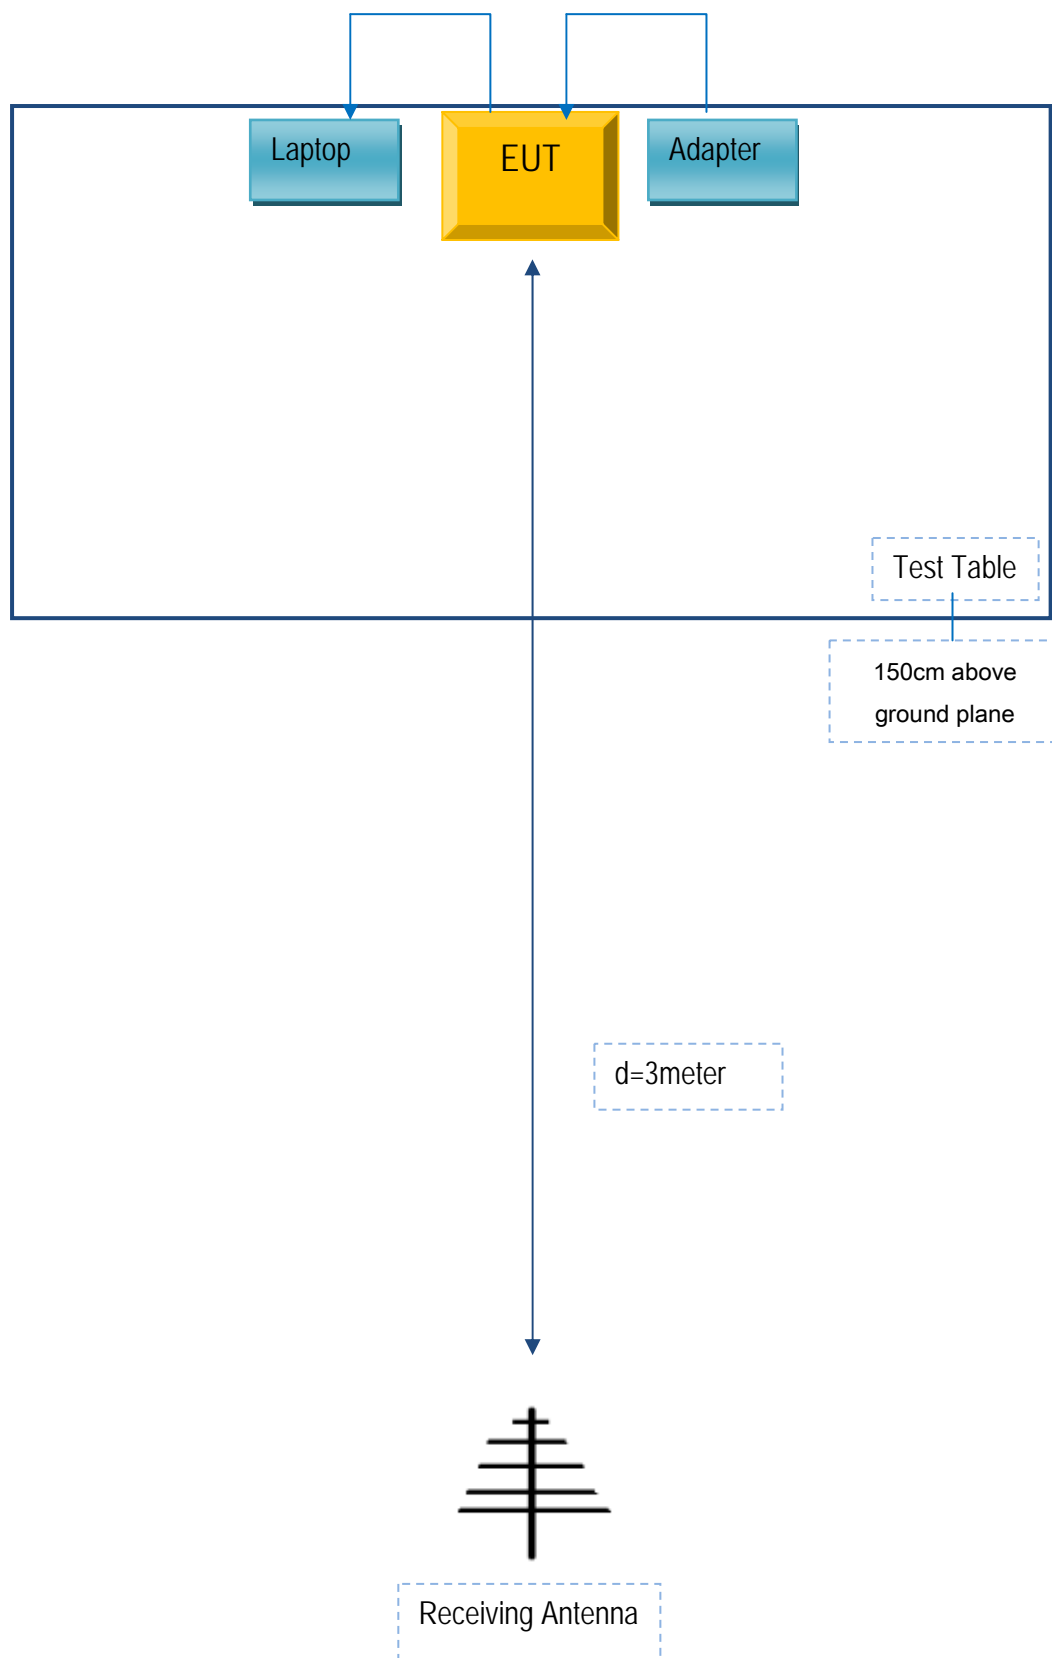 Laptop
EUT
Adapter
Test Table
150cm above
ground plane
d=3meter
Receiving Antenna